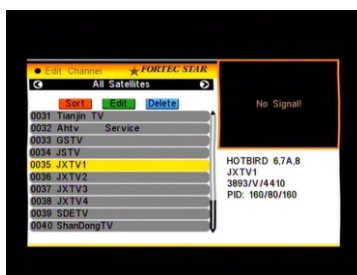 Edit Channel
FORTEC STAR
All Satellites
Sort Edit Delete
0031 Tianjin TV
0032 Ahtv Service
0033 GSTV
0034 JSTV
0035 JXTV1
0036 JXTV2
0037 JXTV3
0038 JXTV4
0039 SDETV
0040 ShanDongTV
No Signal!
HOTBIRD 6,7A,8
JXTV1
3893/V/4410
PID: 160/80/160